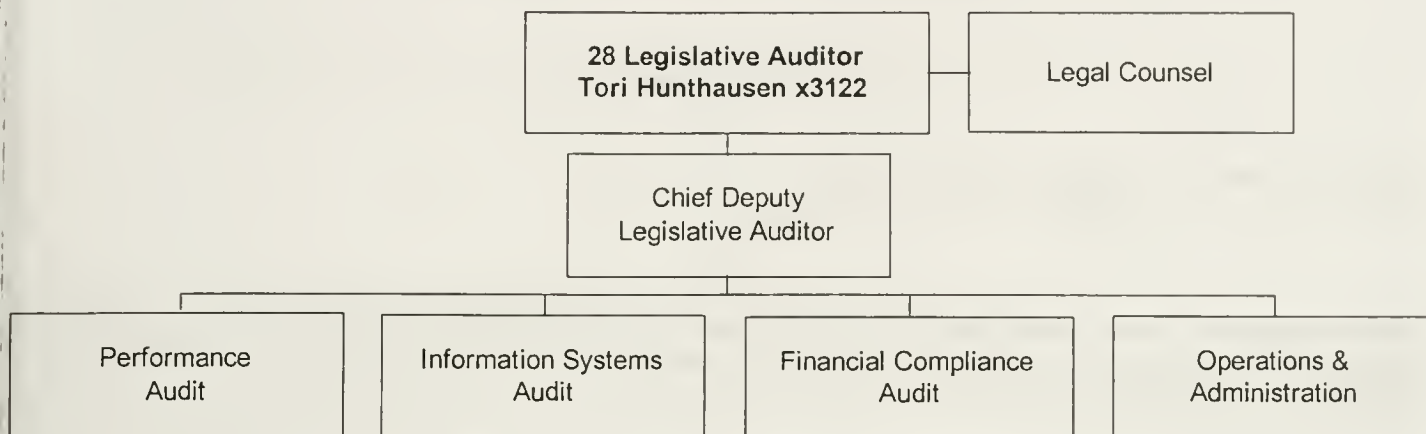 28 Legislative Auditor
Tori Hunthausen x3122
Legal Counsel
Chief Deputy
Legislative Auditor
Performance
Audit
Information Systems
Audit
Financial Compliance
Audit
Operations &
Administration